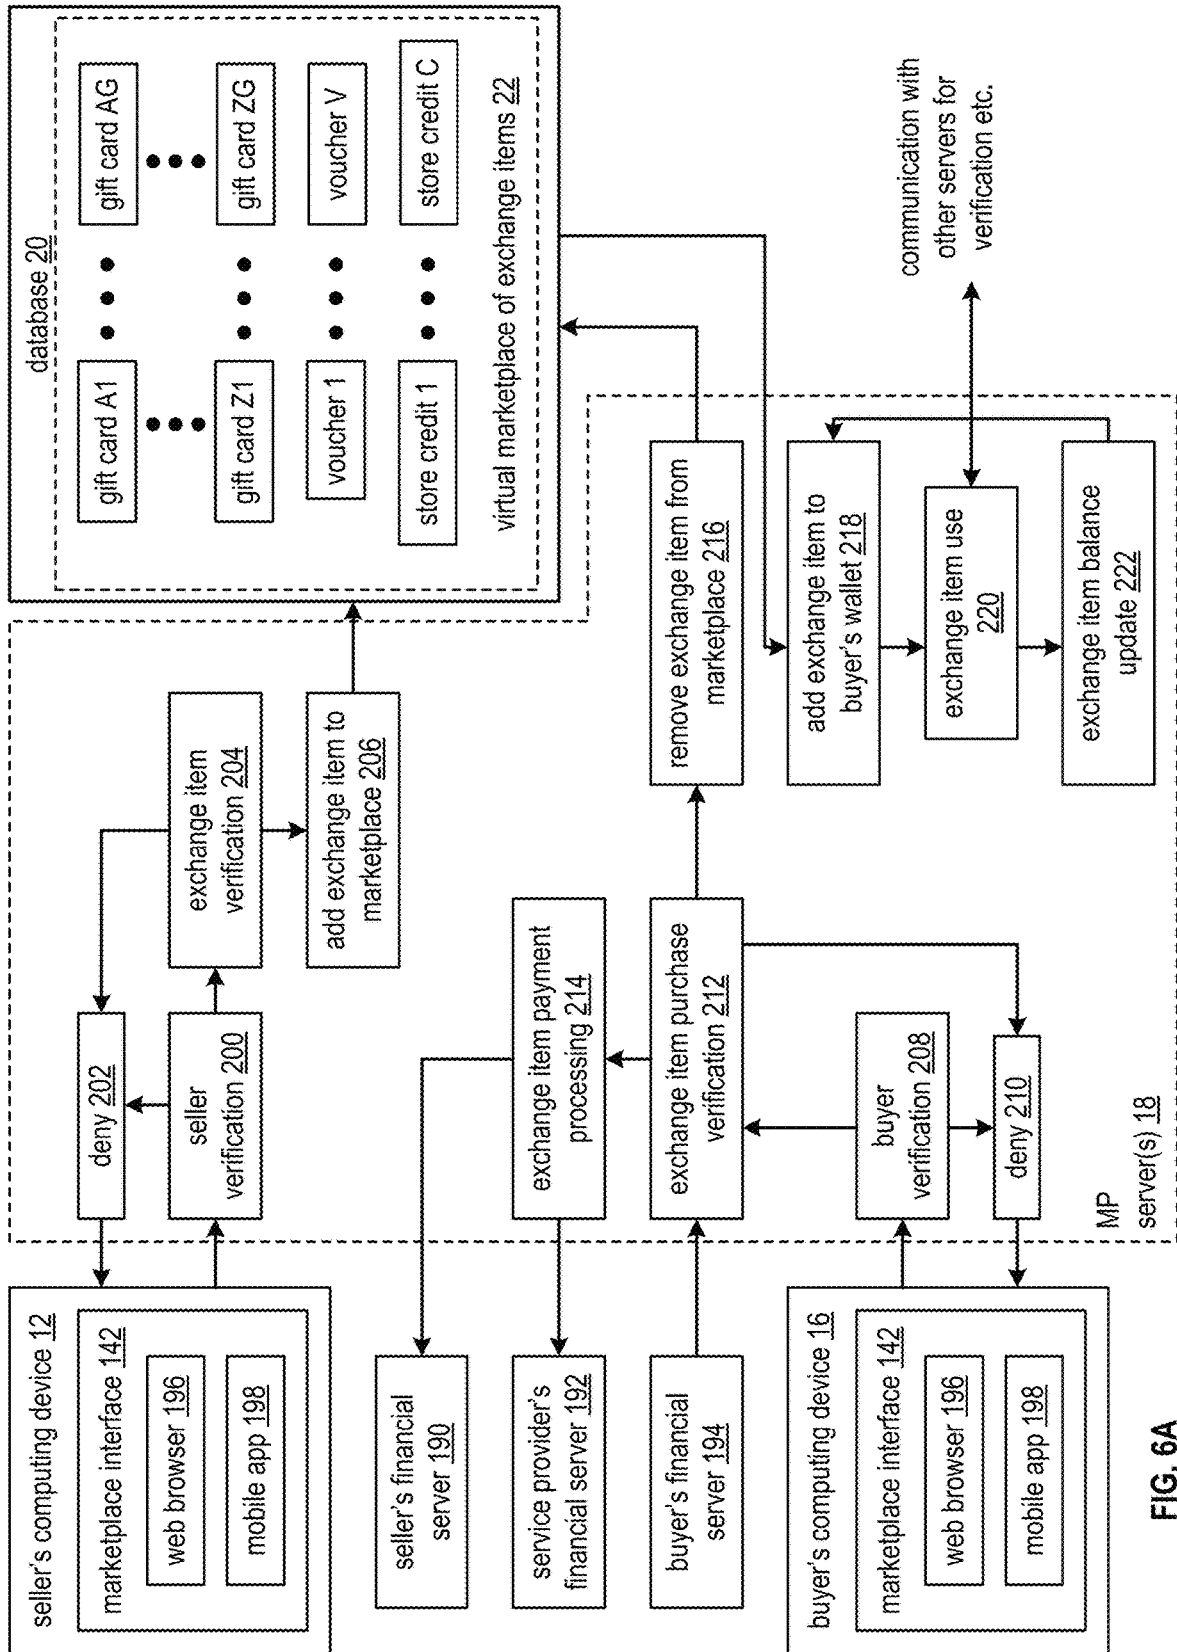 seller's computing device 12
marketplace interface 142
web browser 196
mobile app 198
deny 202
seller
verification 200
exchange item
verification 204
add exchange item to
marketplace 206
database 20
gift card A1
gift card AG
gift card Z1
gift card ZG
voucher 1
voucher V
store credit 1
store credit C
virtual marketplace of exchange items 22
seller's financial
server 190
service provider's
financial server 192
buyer's financial
server 194
exchange item payment
processing 214
exchange item purchase
verification 212
remove exchange item from
marketplace 216
add exchange item to
buyer's wallet 218
exchange item use
220
exchange item balance
update 222
communication with
other servers for
verification etc.
buyer's computing device 16
marketplace interface 142
web browser 196
mobile app 198
buyer
verification 208
deny 210
MP
server(s) 18
FIG. 6A